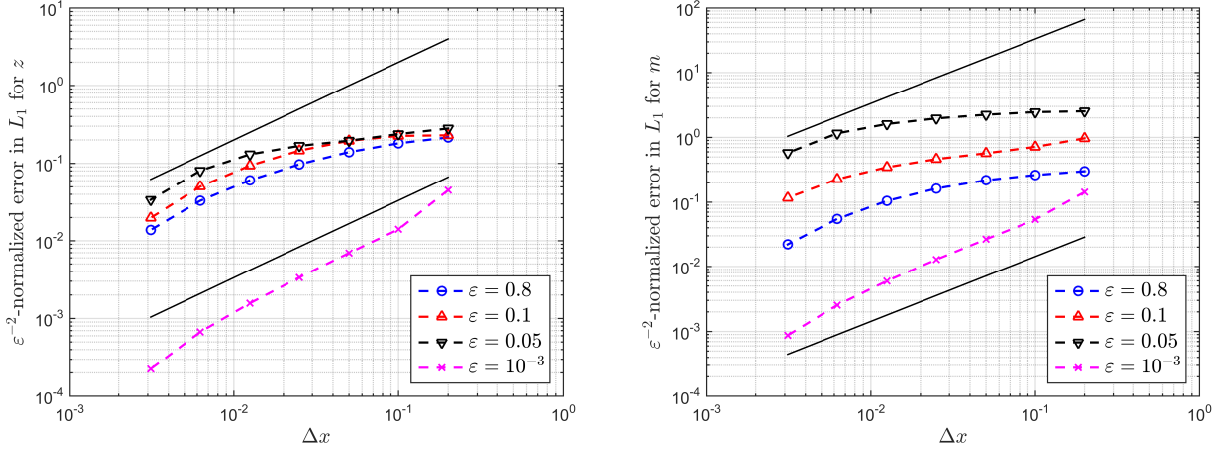 10^1
10^0
10^{-1}
10^{-2}
10^{-3}
10^{-4}
10^{-3}
10^{-2}
10^{-1}
10^0
Δx
ε^{-2}-normalized error in L_1 for z
ε = 0.8
ε = 0.1
ε = 0.05
ε = 10^{-3}
10^2
10^1
10^0
10^{-1}
10^{-2}
10^{-3}
10^{-4}
10^{-3}
10^{-2}
10^{-1}
10^0
Δx
ε^{-2}-normalized error in L_1 for m
ε = 0.8
ε = 0.1
ε = 0.05
ε = 10^{-3}